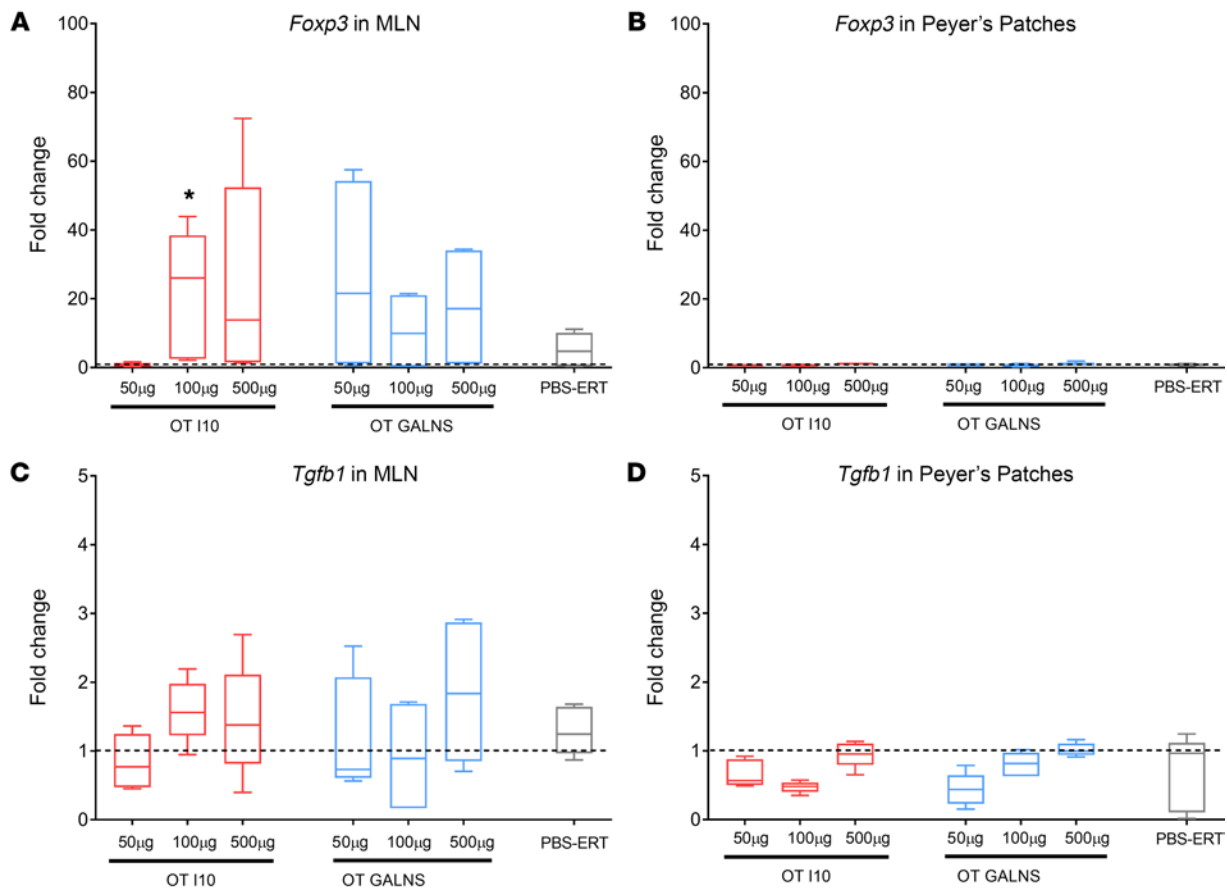 A
Foxp3 in MLN
Fold change
100
80
60
40
20
0
*
50μg 100μg 500μg 50μg 100μg 500μg PBS-ERT
OT I10 OT GALNS
B
Foxp3 in Peyer's Patches
Fold change
100
80
60
40
20
0
50μg 100μg 500μg 50μg 100μg 500μg PBS-ERT
OT I10 OT GALNS
C
Tgfb1 in MLN
Fold change
5
4
3
2
1
0
50μg 100μg 500μg 50μg 100μg 500μg PBS-ERT
OT I10 OT GALNS
D
Tgfb1 in Peyer's Patches
Fold change
5
4
3
2
1
0
50μg 100μg 500μg 50μg 100μg 500μg PBS-ERT
OT I10 OT GALNS